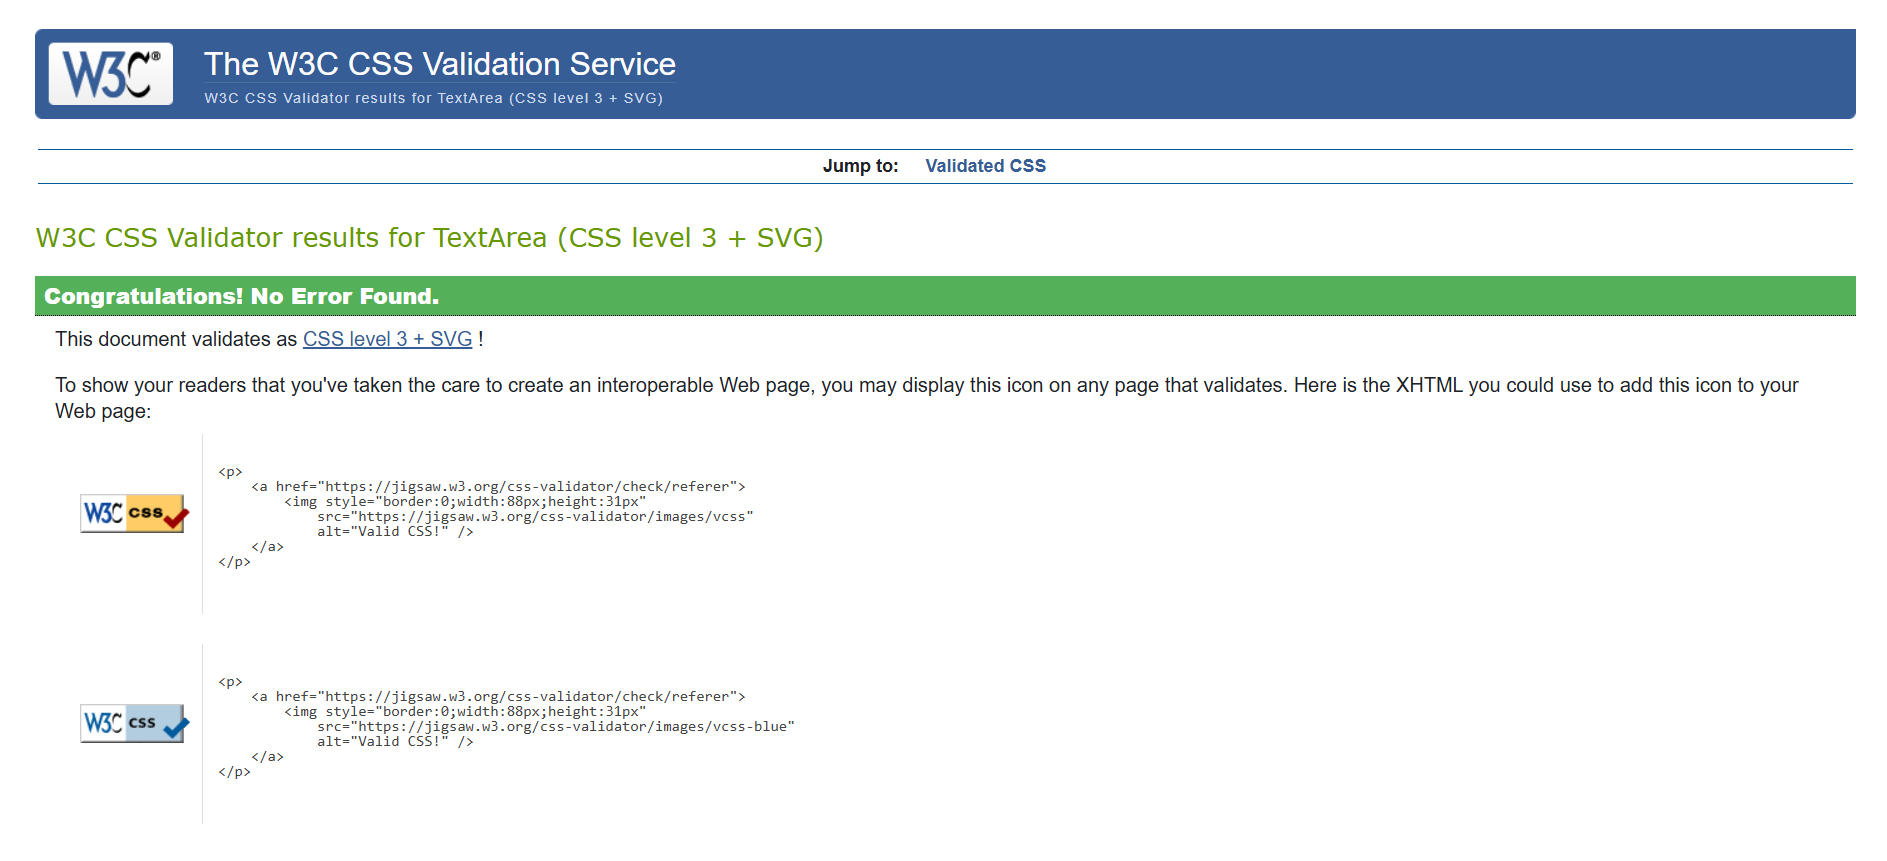 W3C®
The W3C CSS Validation Service
W3C CSS Validator results for TextArea (CSS level 3 + SVG)
Jump to: Validated CSS
W3C CSS Validator results for TextArea (CSS level 3 + SVG)
Congratulations! No Error Found.
This document validates as CSS level 3 + SVG !
To show your readers that you've taken the care to create an interoperable Web page, you may display this icon on any page that validates. Here is the XHTML you could use to add this icon to your
Web page:
W3C css
<p>
    <a href="https://jigsaw.w3.org/css-validator/check/referer">
        <img style="border:0;width:88px;height:31px"
            src="https://jigsaw.w3.org/css-validator/images/vcss"
            alt="Valid CSS!" />
    </a>
</p>
W3C css
<p>
    <a href="https://jigsaw.w3.org/css-validator/check/referer">
        <img style="border:0;width:88px;height:31px"
            src="https://jigsaw.w3.org/css-validator/images/vcss-blue"
            alt="Valid CSS!" />
    </a>
</p>